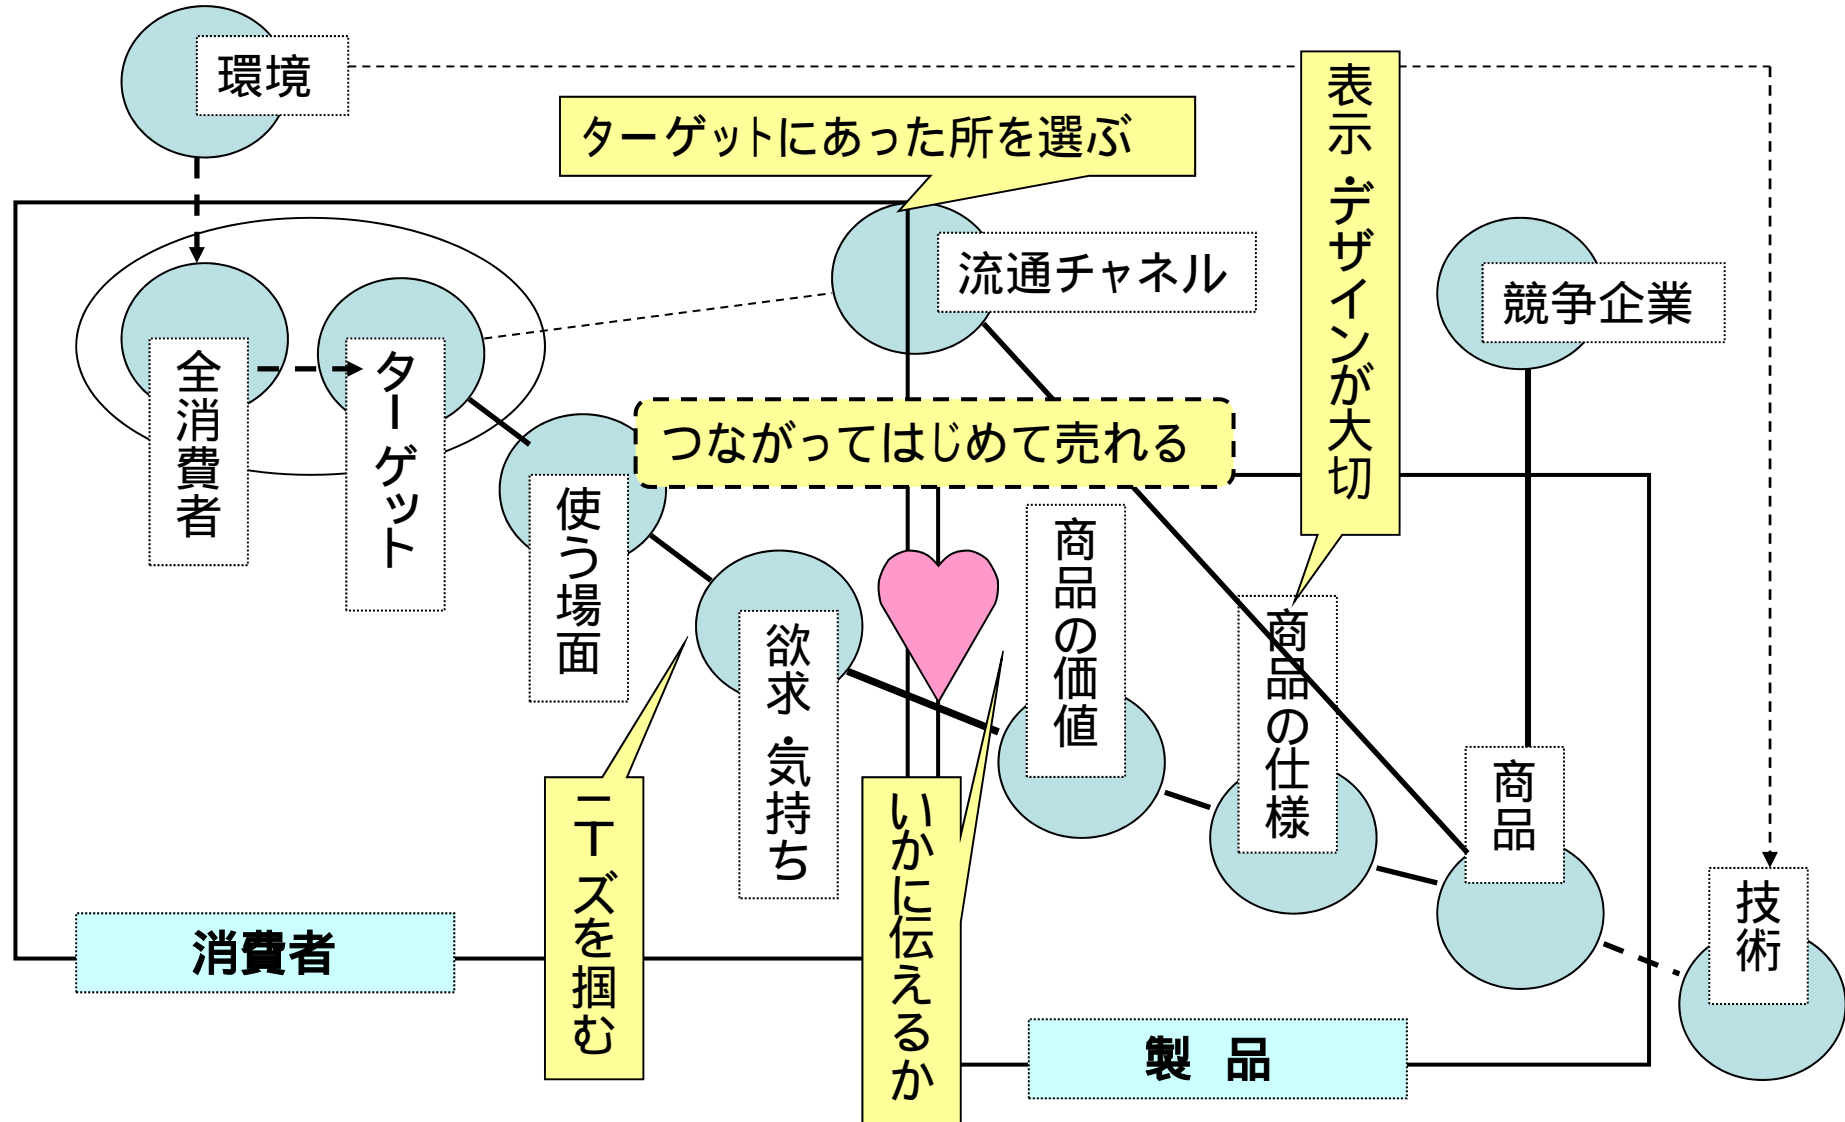 環境
ターゲットにあった所を選ぶ
表示・デザインが大切
流通チャネル
競争企業
全消費者
ターゲット
つながってはじめて売れる
使う場面
商品の価値
欲求・気持ち
商品の仕様
商品
ニーズを掴む
いかに伝えるか
技術
消費者
製 品